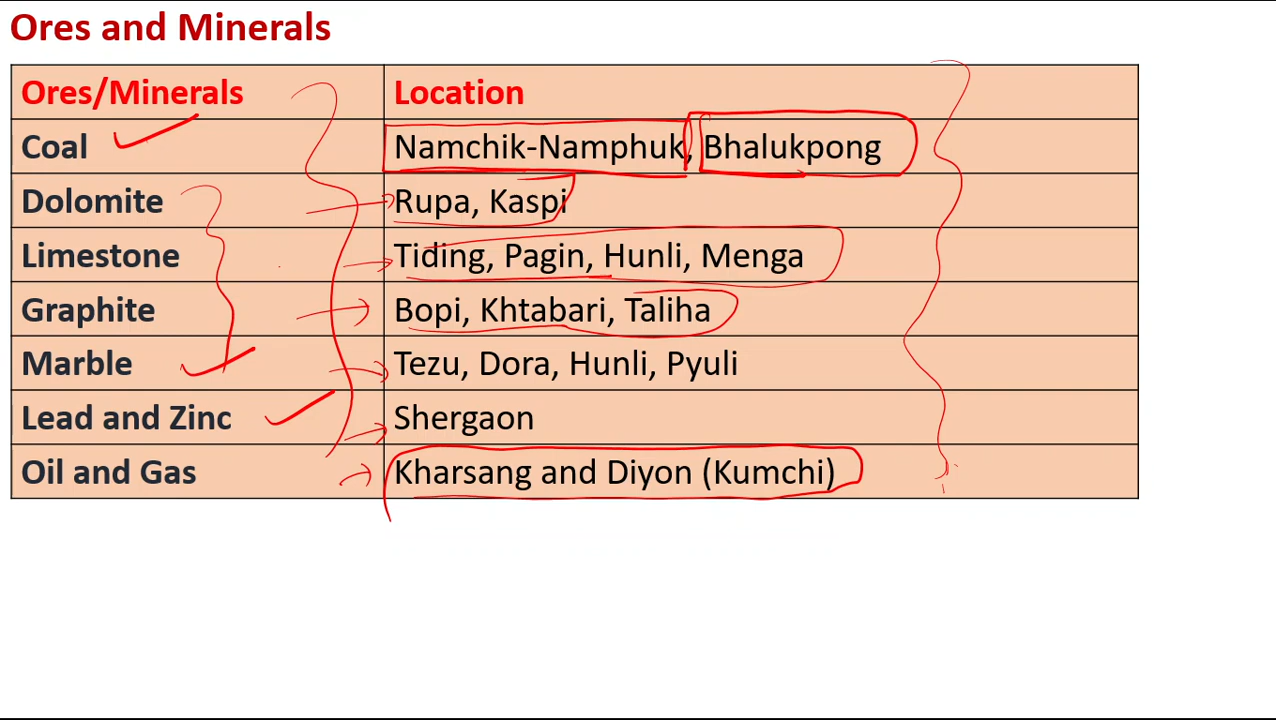 Ores and Minerals
Ores/Minerals Location
Coal Namchik-Namphuk, Bhalukpong
Dolomite Rupa, Kaspi
Limestone Tiding, Pagin, Hunli, Menga
Graphite Bopi, Khtabari, Taliha
Marble Tezu, Dora, Hunli, Pyuli
Lead and Zinc Shergaon
Oil and Gas Kharsang and Diyon (Kumchi)